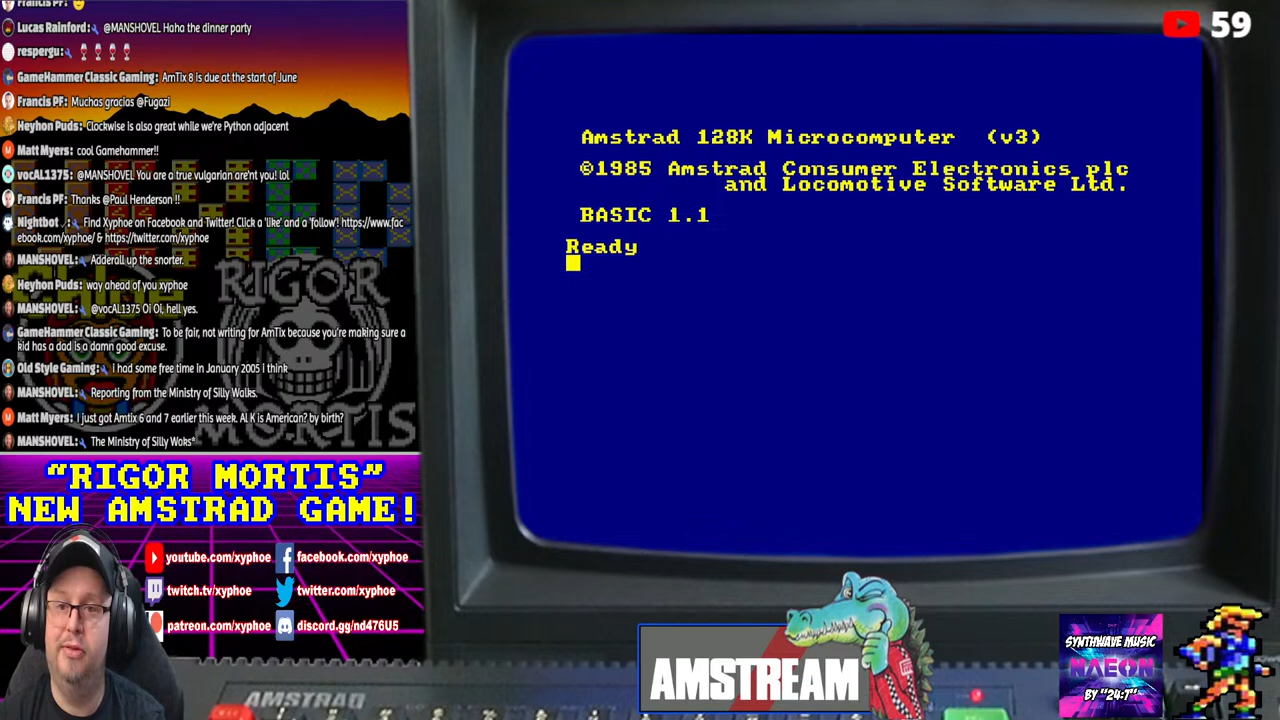 Francis PF:
Lucas Rainford: @MANSHOVEL Haha the dinner party
respergu:
GameHammer Classic Gaming: AmTix 8 is due at the start of June
Francis PF: Muchas gracias @Fugazi
Heyhon Puds: Clockwise is also great while we're Python adjacent
Matt Myers: cool Gamehammer!!
vocAL1375: @MANSHOVEL You are a true vulgarian are'nt you! lol
Francis PF: Thanks @Paul Henderson !!
Nightbot : Find Xyphoe on Facebook and Twitter! Click a 'like' and a 'follow'! https://www.fac
ebook.com/xyphoe/ & https://twitter.com/xyphoe
MANSHOVEL: Adderall up the snorter.
Heyhon Puds: way ahead of you xyphoe
MANSHOVEL: @vocAL1375 Oi Oi, hell yes.
GameHammer Classic Gaming: To be fair, not writing for AmTix because you're making sure a
kid has a dad is a damn good excuse.
Old Style Gaming: i had some free time in January 2005 i think
MANSHOVEL: Reporting from the Ministry of Silly Walks.
Matt Myers: I just got Amtix 6 and 7 earlier this week. Al K is American? by birth?
MANSHOVEL: The Ministry of Silly Woks*
RIGOR
MORTIS
"RIGOR MORTIS"
NEW AMSTRAD GAME!
youtube.com/xyphoe
facebook.com/xyphoe
twitch.tv/xyphoe
twitter.com/xyphoe
patreon.com/xyphoe
discord.gg/nd476U5
59
Amstrad 128K Microcomputer (v3)
©1985 Amstrad Consumer Electronics plc
and Locomotive Software Ltd.
BASIC 1.1
Ready
AMSTRAD
AMSTREAM
SYNTHWAVE MUSIC
NAEON
BY "24:7"